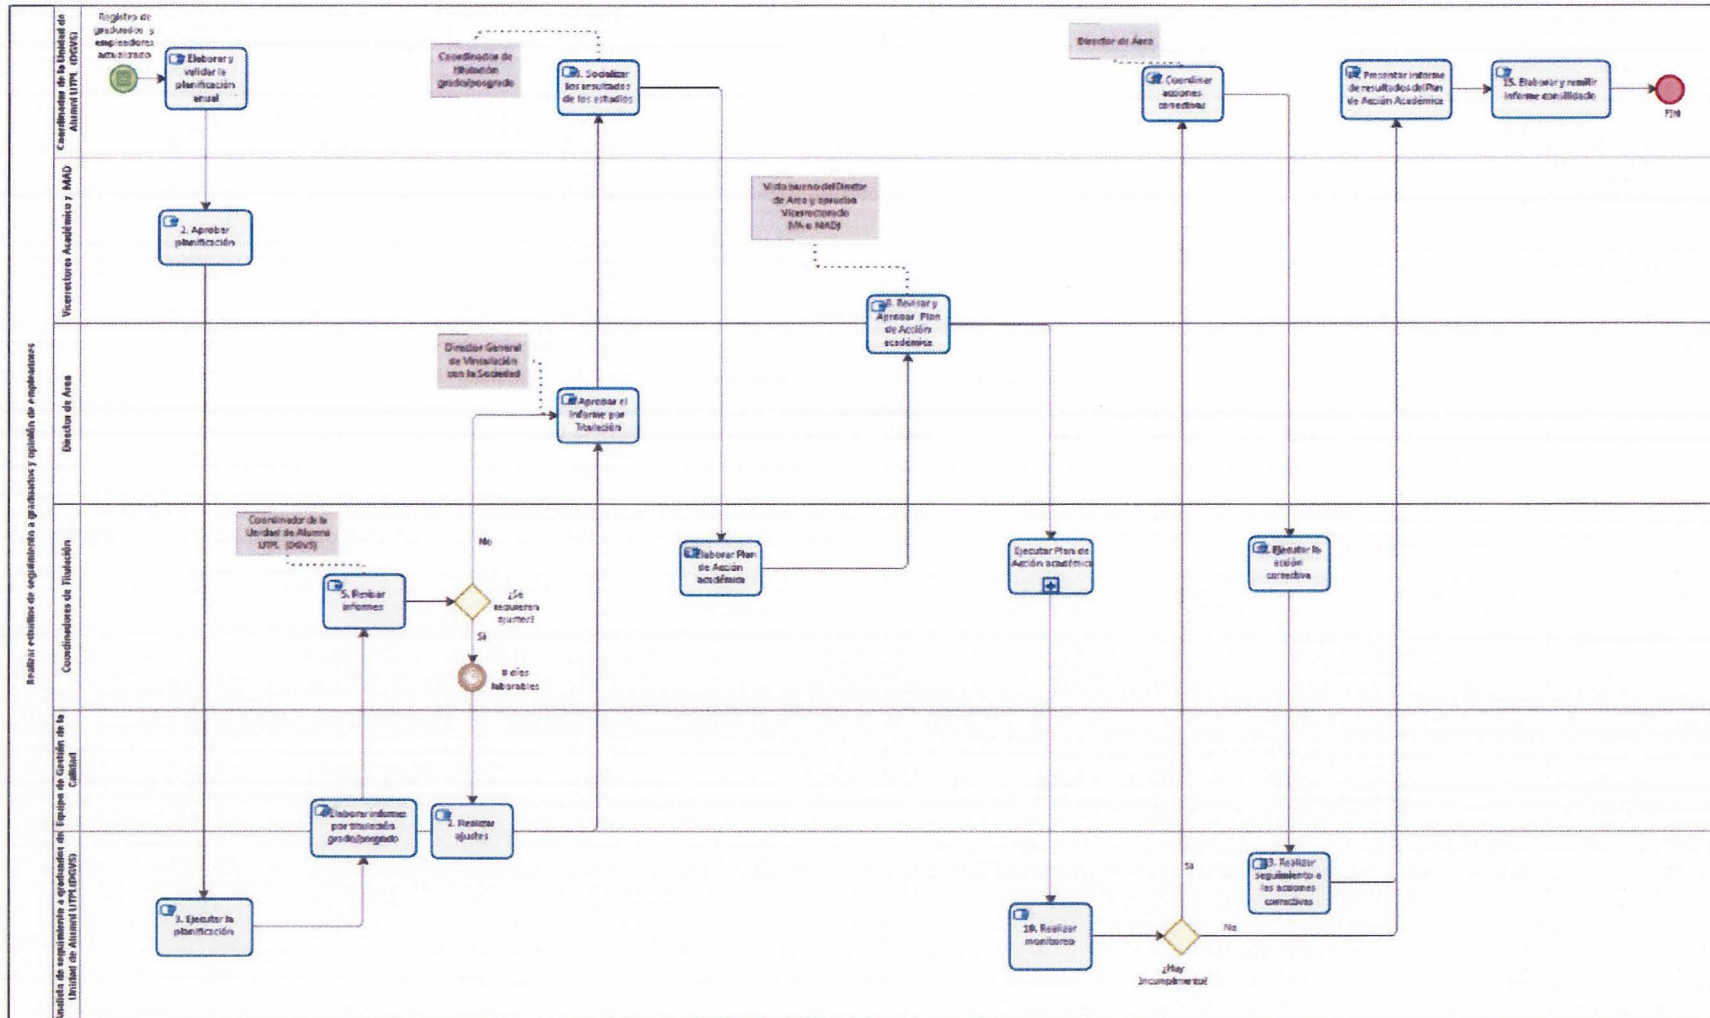 Realizar estudios de seguimiento a graduados y opinión de empleadores
Coordinador de la Unidad de
Alumni UTPL (DGVS)
Vicerrectores Académico y MAD
Director de Área
Coordinadores de Titulación
Equipo de Gestión de la
Calidad
Analista de seguimiento a graduados de
Unidad de Alumni UTPL(DGVS)
Registro de
graduados y
empleadores
actualizado
Elaborar y
validar la
planificación
anual
2. Aprobar
planificación
3. Ejecutar la
planificación
Elaborar informes
por titulación
grado/posgrado
Coordinador de la
Unidad de Alumni
UTPL (DGVS)
5. Revisar
informes
¿Se
requieren
ajustes?
No
Si
8 días
laborables
Realizar
ajustes
Director General
de Vinculación
con la Sociedad
Aprobar el
informe por
Titulación
Coordinador de
titulación
grado/posgrado
Socializar
los resultados
de los estudios
Elaborar Plan
de Acción
académica
Visto bueno del Director
de Area y aprueba
Vicerrectorado
(VA o MAD)
Revisar y
Aprobar Plan
de Acción
académica
Ejecutar Plan de
Acción académica
10. Realizar
monitoreo
¿Hay
Incumplimento?
Si
No
Director de Área
Coordinar
acciones
correctivas
Ejecutar la
acción
correctiva
13. Realizar
seguimiento a
las acciones
correctivas
Presentar informe
de resultados del Plan
de Acción Académica
15. Elaborar y remitir
informe consilidado
FIN